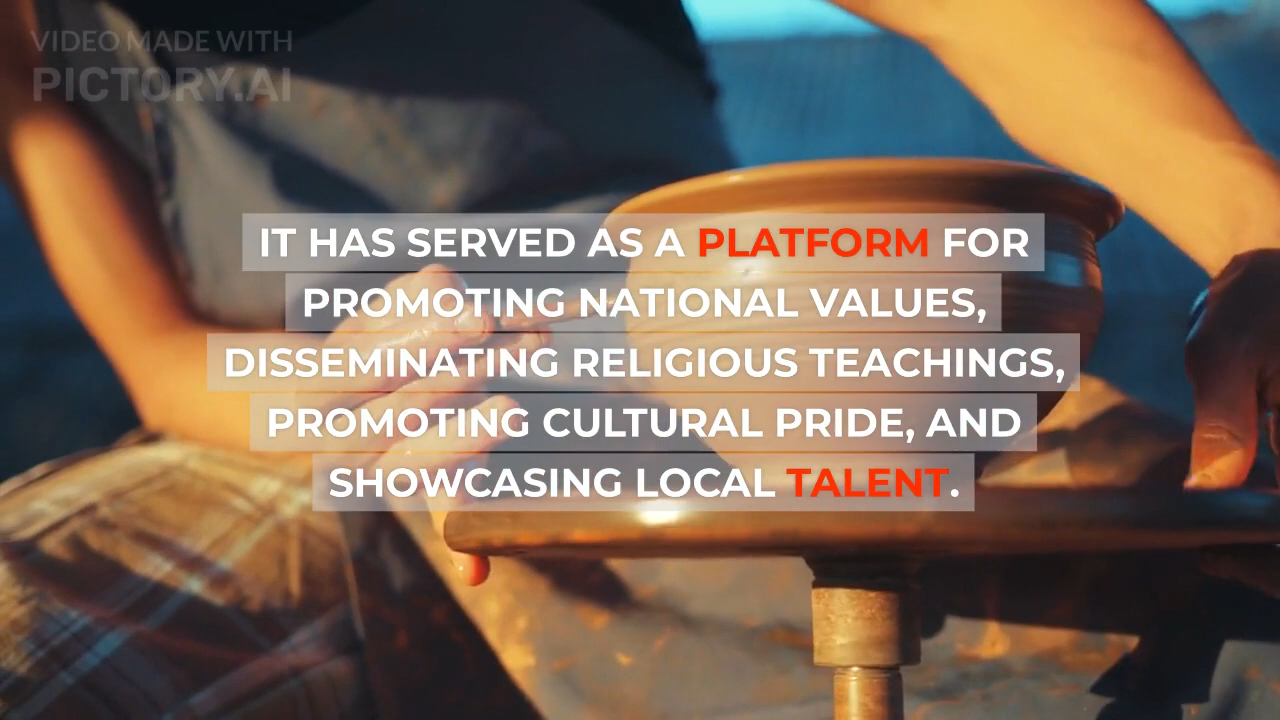 VIDEO MADE WITH
PICTORY.AI
IT HAS SERVED AS A PLATFORM FOR
PROMOTING NATIONAL VALUES,
DISSEMINATING RELIGIOUS TEACHINGS,
PROMOTING CULTURAL PRIDE, AND
SHOWCASING LOCAL TALENT.